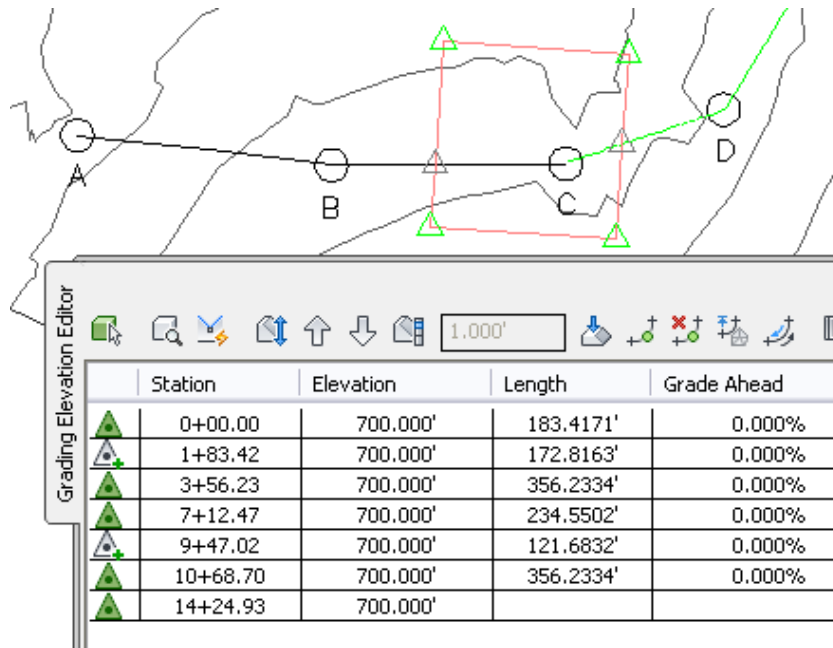 A
B
C
D
Grading Elevation Editor
1.000'
Station Elevation Length Grade Ahead
0+00.00 700.000' 183.4171' 0.000%
1+83.42 700.000' 172.8163' 0.000%
3+56.23 700.000' 356.2334' 0.000%
7+12.47 700.000' 234.5502' 0.000%
9+47.02 700.000' 121.6832' 0.000%
10+68.70 700.000' 356.2334' 0.000%
14+24.93 700.000'